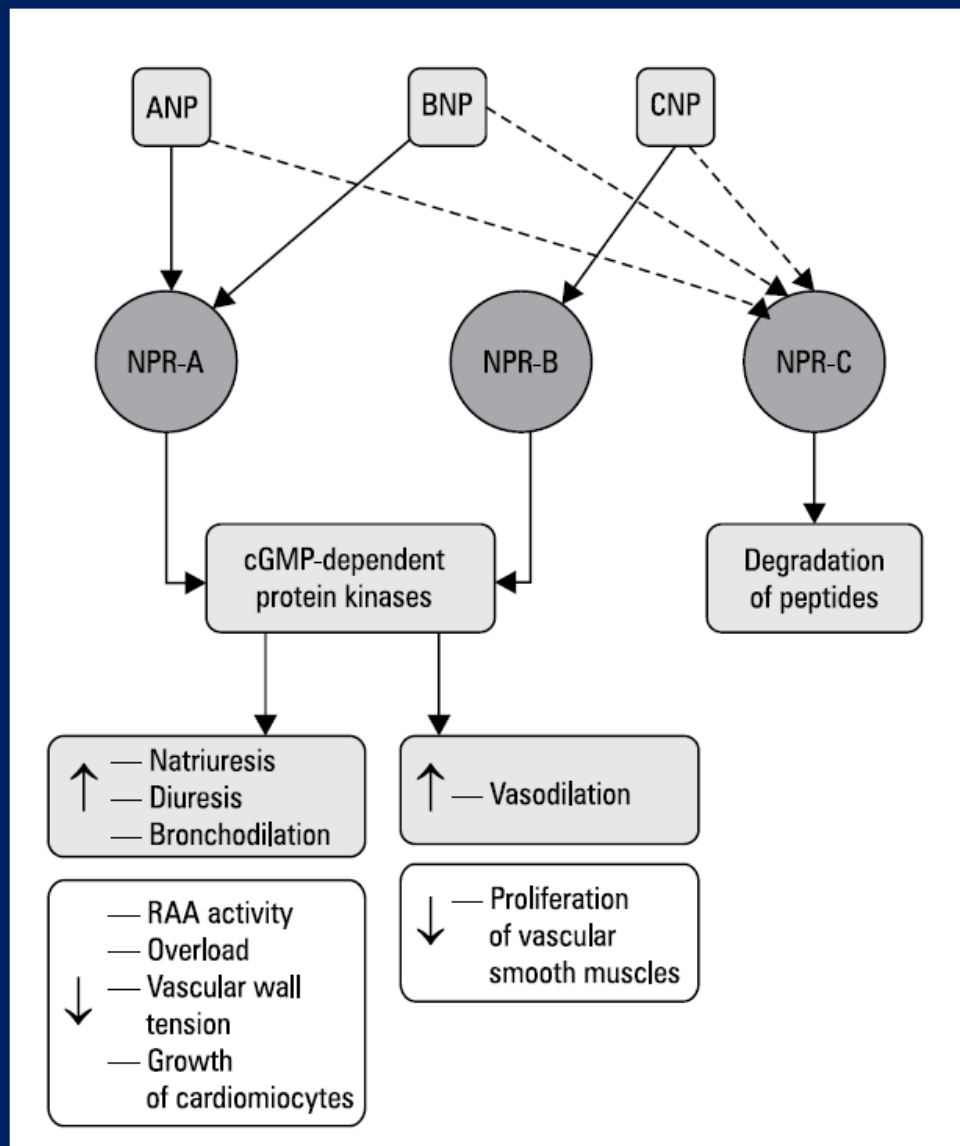 ANP
BNP
CNP
NPR-A
NPR-B
NPR-C
cGMP-dependent
protein kinases
Degradation
of peptides
↑ — Natriuresis
— Diuresis
— Bronchodilation
↑ — Vasodilation
↓ — RAA activity
— Overload
— Vascular wall
tension
— Growth
of cardiomiocytes
↓ — Proliferation
of vascular
smooth muscles